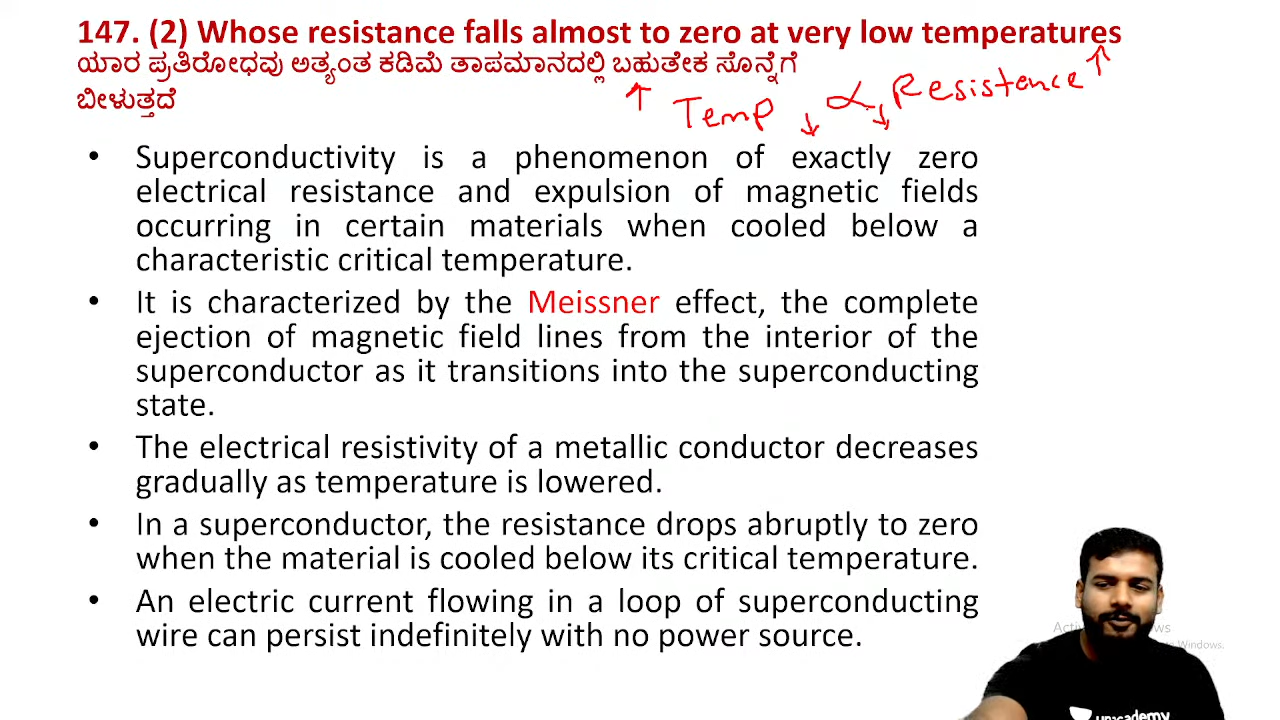 147. (2) Whose resistance falls almost to zero at very low temperatures
ಯಾರ ಪ್ರತಿರೋಧವು ಅತ್ಯಂತ ಕಡಿಮೆ ತಾಪಮಾನದಲ್ಲಿ ಬಹುತೇಕ ಸೊನ್ನೆಗೆ
ಬೀಳುತ್ತದೆ
↑ Temp ↓ ∝ ↓ Resistance ↑
• Superconductivity is a phenomenon of exactly zero
electrical resistance and expulsion of magnetic fields
occurring in certain materials when cooled below a
characteristic critical temperature.
• It is characterized by the Meissner effect, the complete
ejection of magnetic field lines from the interior of the
superconductor as it transitions into the superconducting
state.
• The electrical resistivity of a metallic conductor decreases
gradually as temperature is lowered.
• In a superconductor, the resistance drops abruptly to zero
when the material is cooled below its critical temperature.
• An electric current flowing in a loop of superconducting
wire can persist indefinitely with no power source.